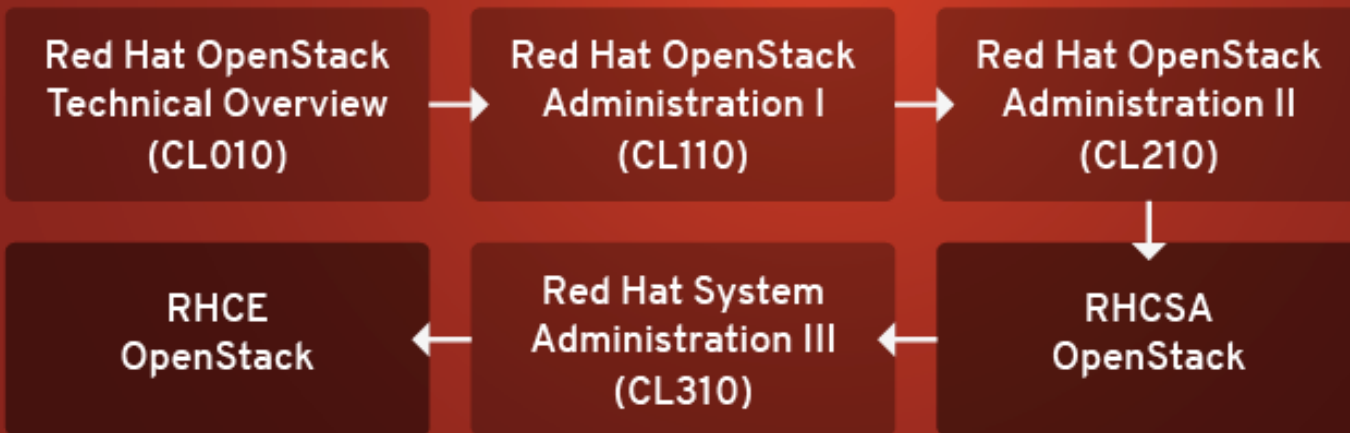 Red Hat OpenStack
Technical Overview
(CL010)
Red Hat OpenStack
Administration I
(CL110)
Red Hat OpenStack
Administration II
(CL210)
RHCSA
OpenStack
Red Hat System
Administration III
(CL310)
RHCE
OpenStack